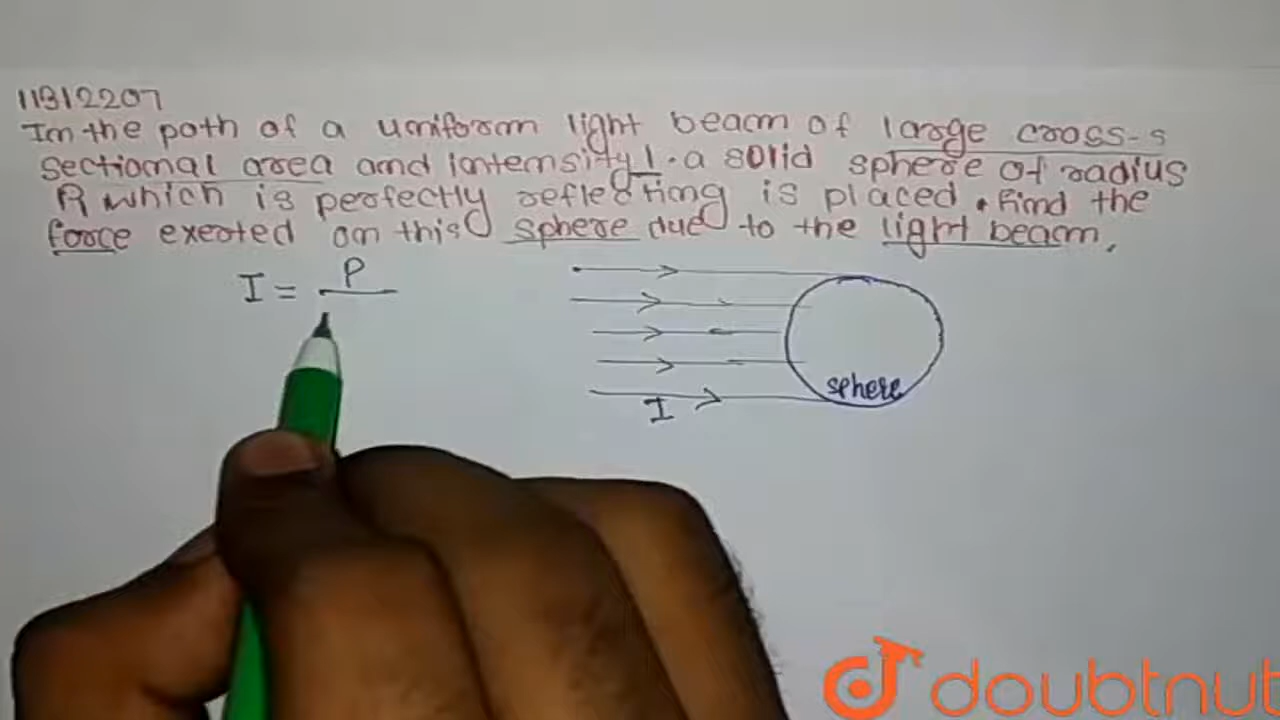 11312207
In the path of a uniform light beam of large cross-s
sectional area and intensity I. a solid sphere of radius
R which is perfectly reflecting is placed. Find the
force exerted on this sphere due to the light beam.
I = P
sphere
I
doubtnut